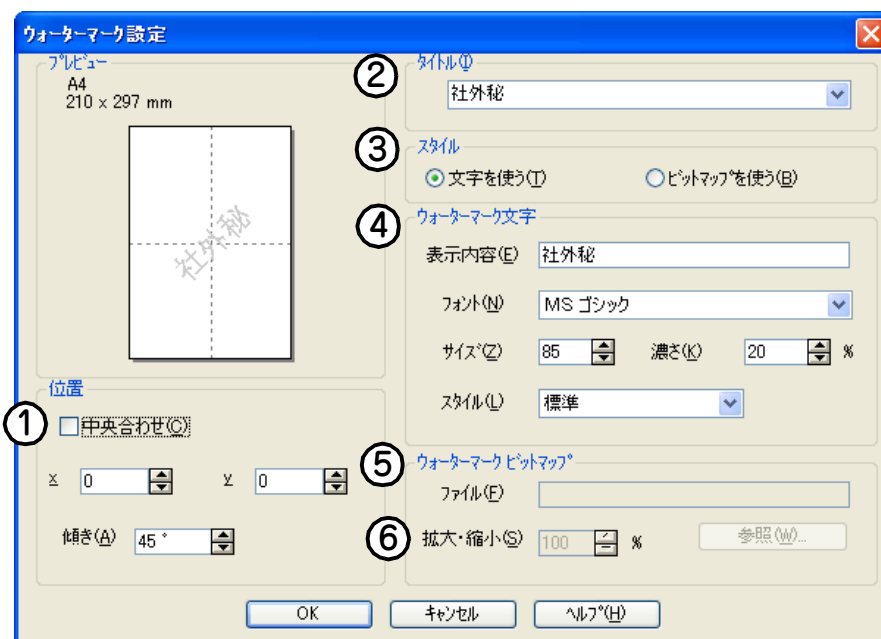 ウォーターマーク設定
プレビュー
A4
210 x 297 mm
社外秘
① 位置
中央合わせ(C)
x 0 y 0
傾き(A) 45 °
② タイトル(I)
社外秘
③ スタイル
文字を使う(T) ビットマップを使う(B)
④ ウォーターマーク文字
表示内容(E) 社外秘
フォント(N) MS ゴシック
サイズ(Z) 85 濃さ(K) 20 %
スタイル(L) 標準
⑤ ウォーターマーク ビットマップ
ファイル(F)
⑥ 拡大・縮小(S) 100 % 参照(W)...
OK キャンセル ヘルプ(H)